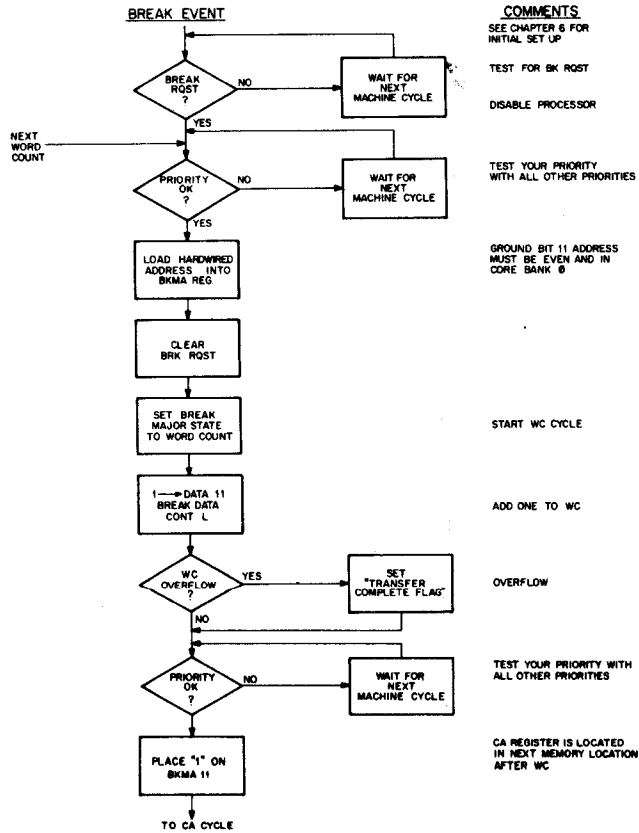 BREAK EVENT
COMMENTS
SEE CHAPTER 6 FOR
INITIAL SET UP
BREAK
RQST
?
NO
WAIT FOR
NEXT
MACHINE CYCLE
TEST FOR BK RQST
DISABLE PROCESSOR
YES
NEXT
WORD
COUNT
PRIORITY
OK
?
NO
WAIT FOR
NEXT
MACHINE CYCLE
TEST YOUR PRIORITY
WITH ALL OTHER PRIORITIES
YES
LOAD HARDWIRED
ADDRESS INTO
BKMA REG
GROUND BIT 11 ADDRESS
MUST BE EVEN AND IN
CORE BANK 0
CLEAR
BRK RQST
SET BREAK
MAJOR STATE
TO WORD COUNT
START WC CYCLE
1→DATA 11
BREAK DATA
CONT L
ADD ONE TO WC
WC
OVERFLOW
?
YES
SET
"TRANSFER
COMPLETE FLAG"
OVERFLOW
NO
PRIORITY
OK
?
NO
WAIT FOR
NEXT
MACHINE CYCLE
TEST YOUR PRIORITY WITH
ALL OTHER PRIORITIES
YES
PLACE "1" ON
BKMA 11
CA REGISTER IS LOCATED
IN NEXT MEMORY LOCATION
AFTER WC
TO CA CYCLE